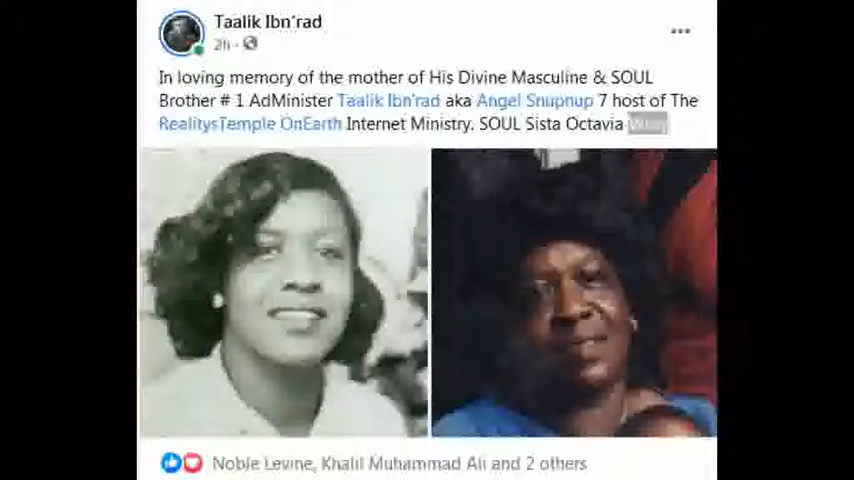 Taalik Ibn'rad
2h ·
In loving memory of the mother of His Divine Masculine & SOUL
Brother # 1 AdMinister Taalik Ibn'rad aka Angel Snupnup 7 host of The
RealitysTemple OnEarth Internet Ministry. SOUL Sista Octavia
Noble Levine, Khalil Muhammad Ali and 2 others